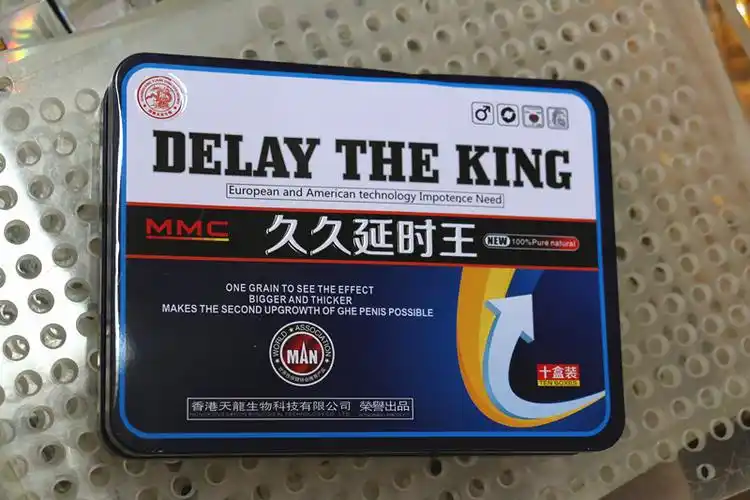 DELAY THE KING
European and American technology Impotence Need
MMC
久久延时王
NEW 100%Pure natural
ONE GRAIN TO SEE THE EFFECT
BIGGER AND THICKER
MAKES THE SECOND UPGROWTH OF GHE PENIS POSSIBLE
WORLD ASSOCIATION
MAN
十盒装
TEN BOXES
香港天龍生物科技有限公司 榮譽出品